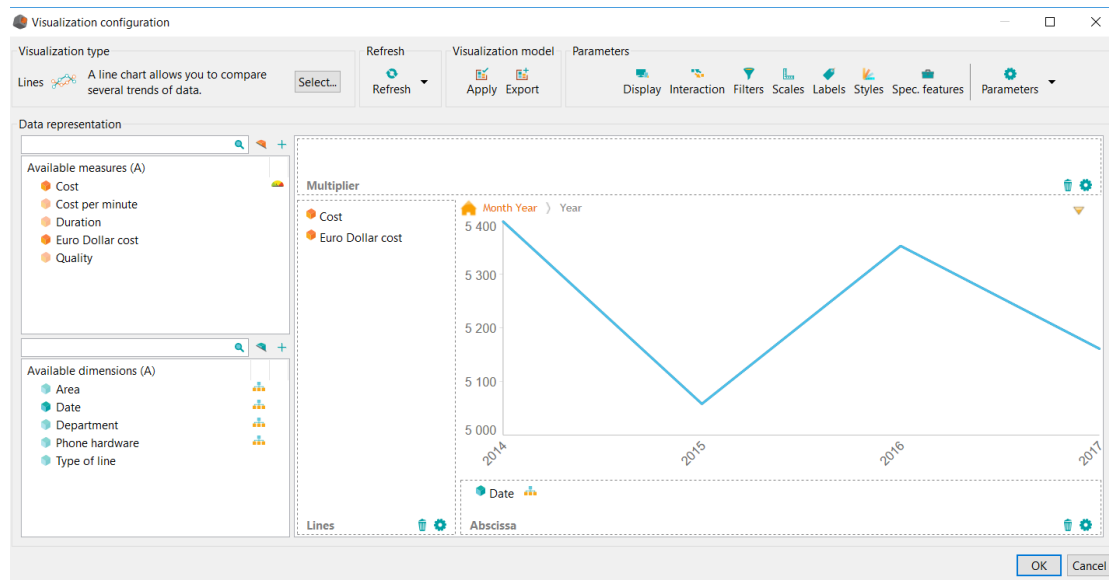 Visualization configuration
Visualization type
Refresh
Visualization model
Parameters
Lines
A line chart allows you to compare
several trends of data.
Select...
Refresh
Apply
Export
Display
Interaction
Filters
Scales
Labels
Styles
Spec. features
Parameters
Data representation
Available measures (A)
Cost
Cost per minute
Duration
Euro Dollar cost
Quality
Available dimensions (A)
Area
Date
Department
Phone hardware
Type of line
Multiplier
Cost
Euro Dollar cost
Lines
Month Year
Year
5 400
5 300
5 200
5 100
5 000
2014
2015
2016
2017
Date
Abscissa
OK
Cancel